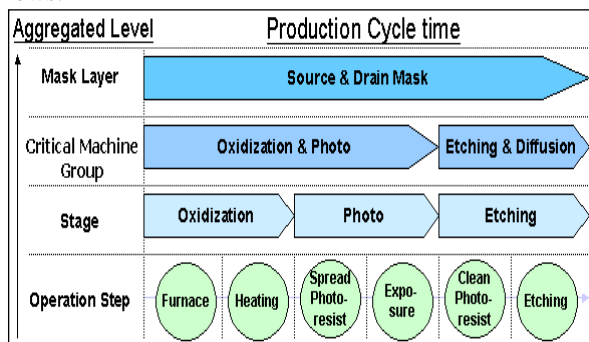 Aggregated Level
Production Cycle time
Mask Layer
Source & Drain Mask
Critical Machine
Group
Oxidization & Photo
Etching & Diffusion
Stage
Oxidization
Photo
Etching
Operation Step
Furnace
Heating
Spread
Photo-
resist
Expo-
sure
Clean
Photo-
resist
Etching